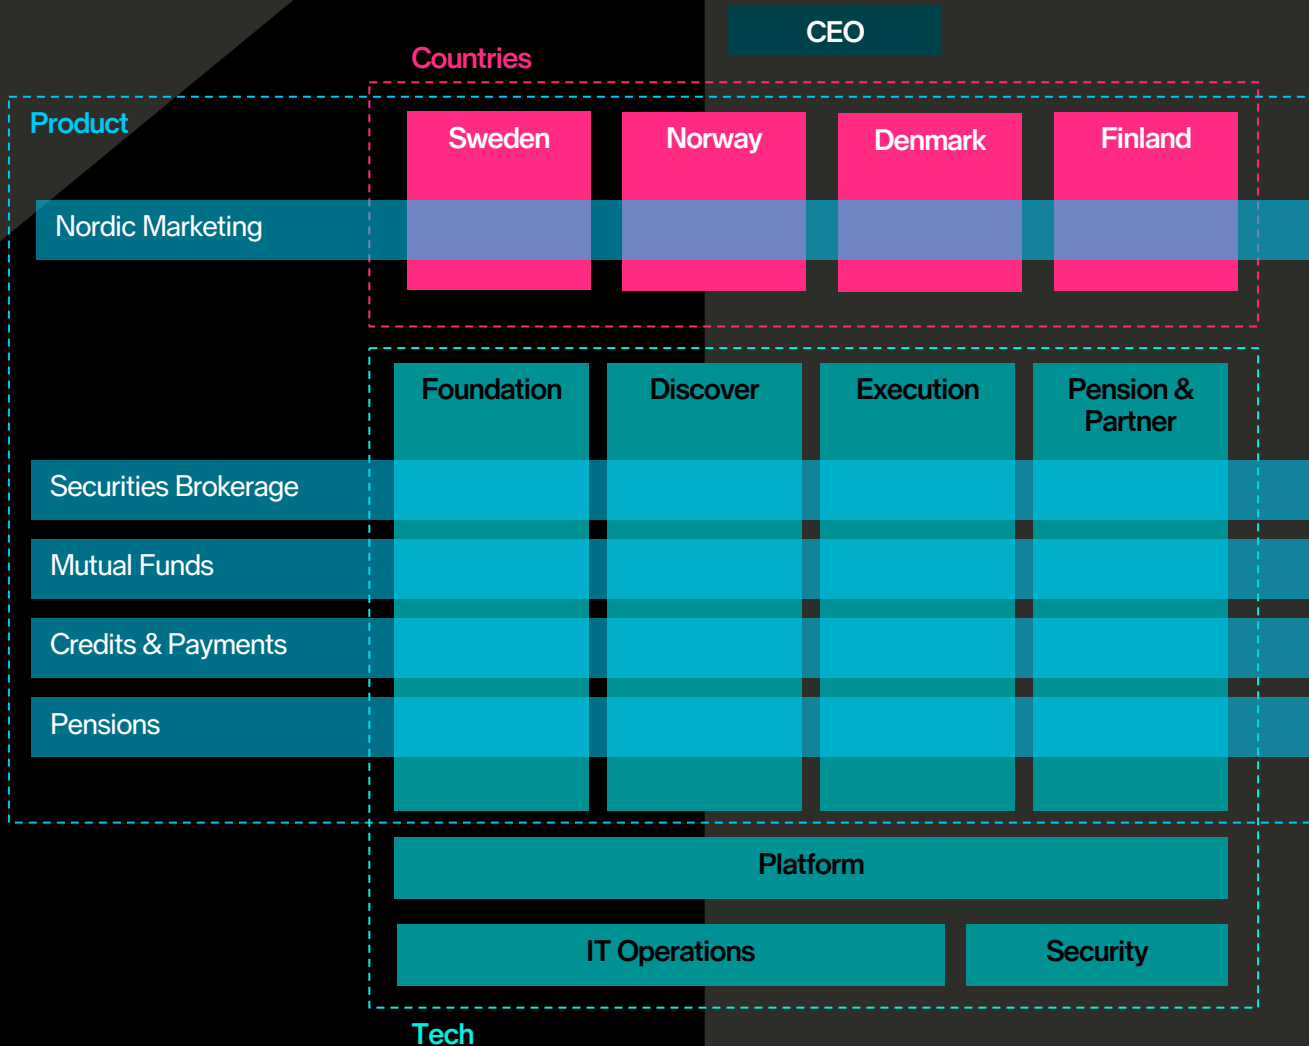 CEO
Countries
Product
Sweden
Norway
Denmark
Finland
Nordic Marketing
Foundation
Discover
Execution
Pension &
Partner
Securities Brokerage
Mutual Funds
Credits & Payments
Pensions
Platform
IT Operations
Security
Tech